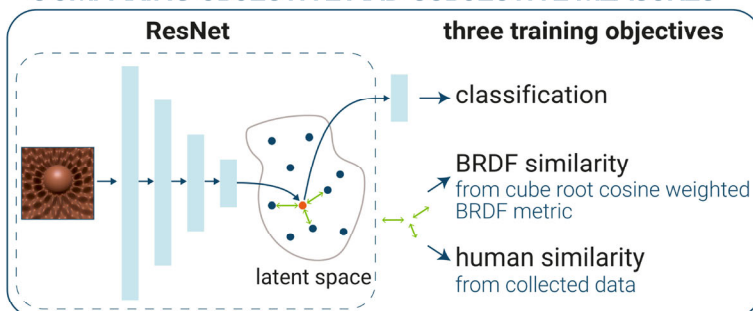 ResNet
three training objectives
classification
BRDF similarity
from cube root cosine weighted
BRDF metric
human similarity
from collected data
latent space